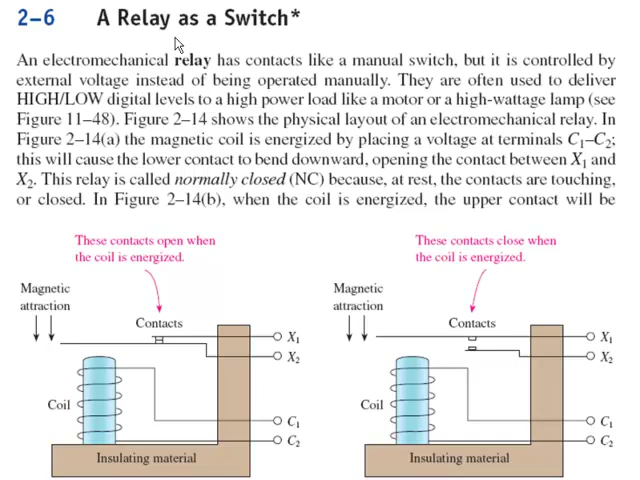 2–6 A Relay as a Switch*
An electromechanical relay has contacts like a manual switch, but it is controlled by
external voltage instead of being operated manually. They are often used to deliver
HIGH/LOW digital levels to a high power load like a motor or a high-wattage lamp (see
Figure 11–48). Figure 2–14 shows the physical layout of an electromechanical relay. In
Figure 2–14(a) the magnetic coil is energized by placing a voltage at terminals C₁–C₂;
this will cause the lower contact to bend downward, opening the contact between X₁ and
X₂. This relay is called normally closed (NC) because, at rest, the contacts are touching,
or closed. In Figure 2–14(b), when the coil is energized, the upper contact will be
These contacts open when
the coil is energized.
Magnetic
attraction
Contacts
X₁
X₂
Coil
C₁
C₂
Insulating material
These contacts close when
the coil is energized.
Magnetic
attraction
Contacts
X₁
X₂
Coil
C₁
C₂
Insulating material